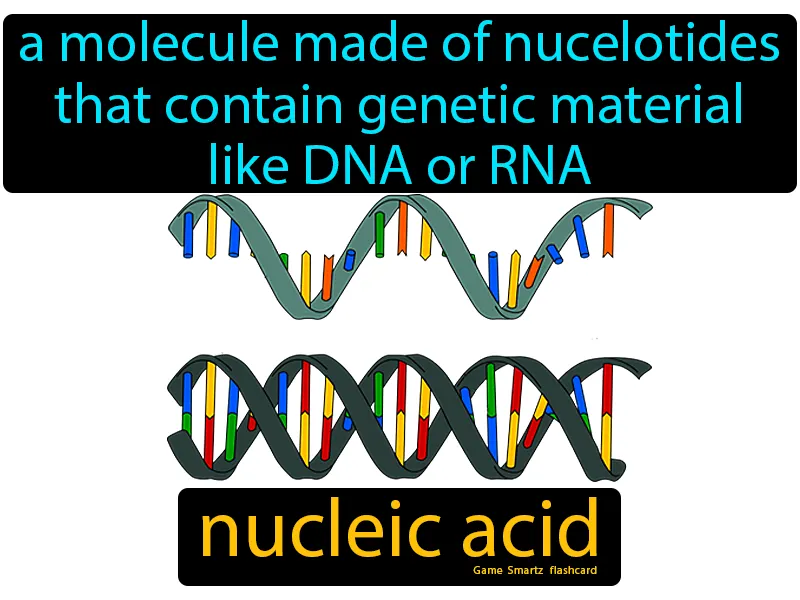 a molecule made of nucelotides
that contain genetic material
like DNA or RNA
nucleic acid
Game Smartz flashcard